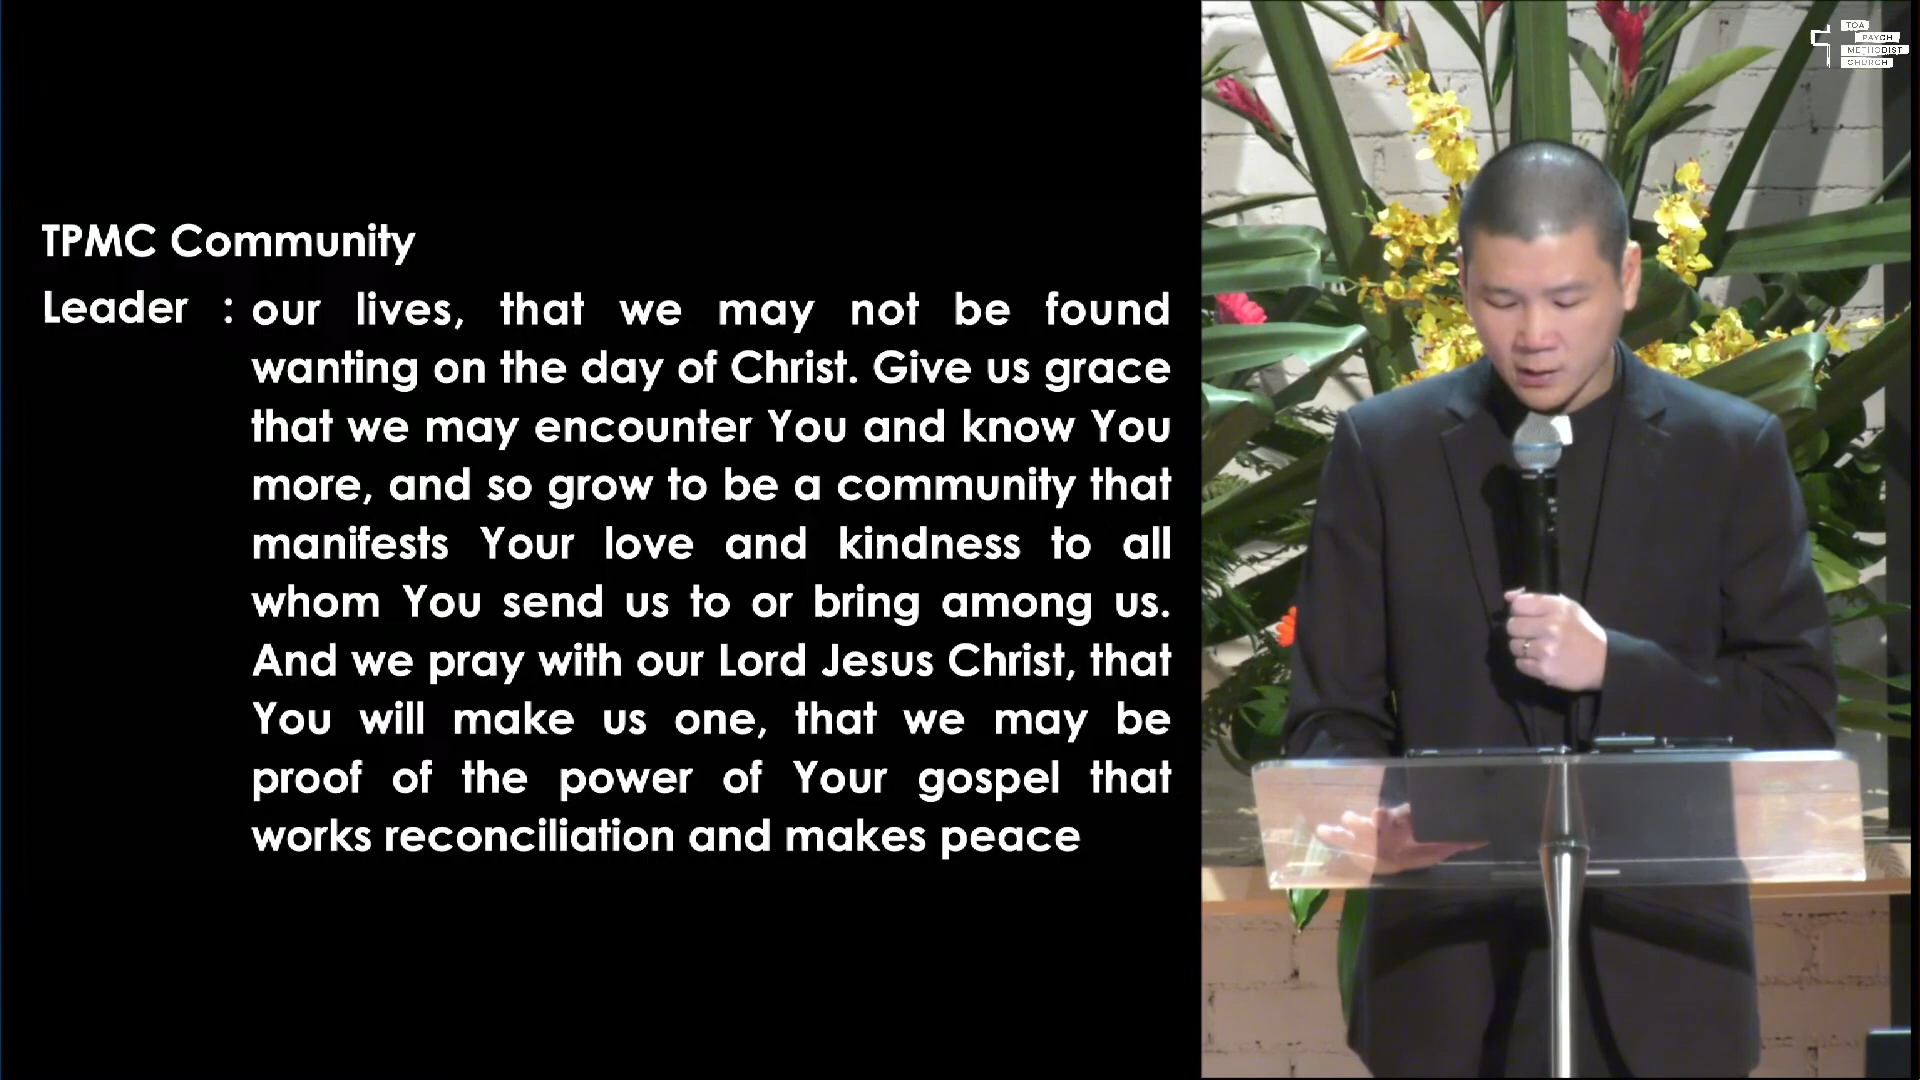 TPMC Community
Leader : our lives, that we may not be found
wanting on the day of Christ. Give us grace
that we may encounter You and know You
more, and so grow to be a community that
manifests Your love and kindness to all
whom You send us to or bring among us.
And we pray with our Lord Jesus Christ, that
You will make us one, that we may be
proof of the power of Your gospel that
works reconciliation and makes peace
TOA
PAYOH
METHODIST
CHURCH